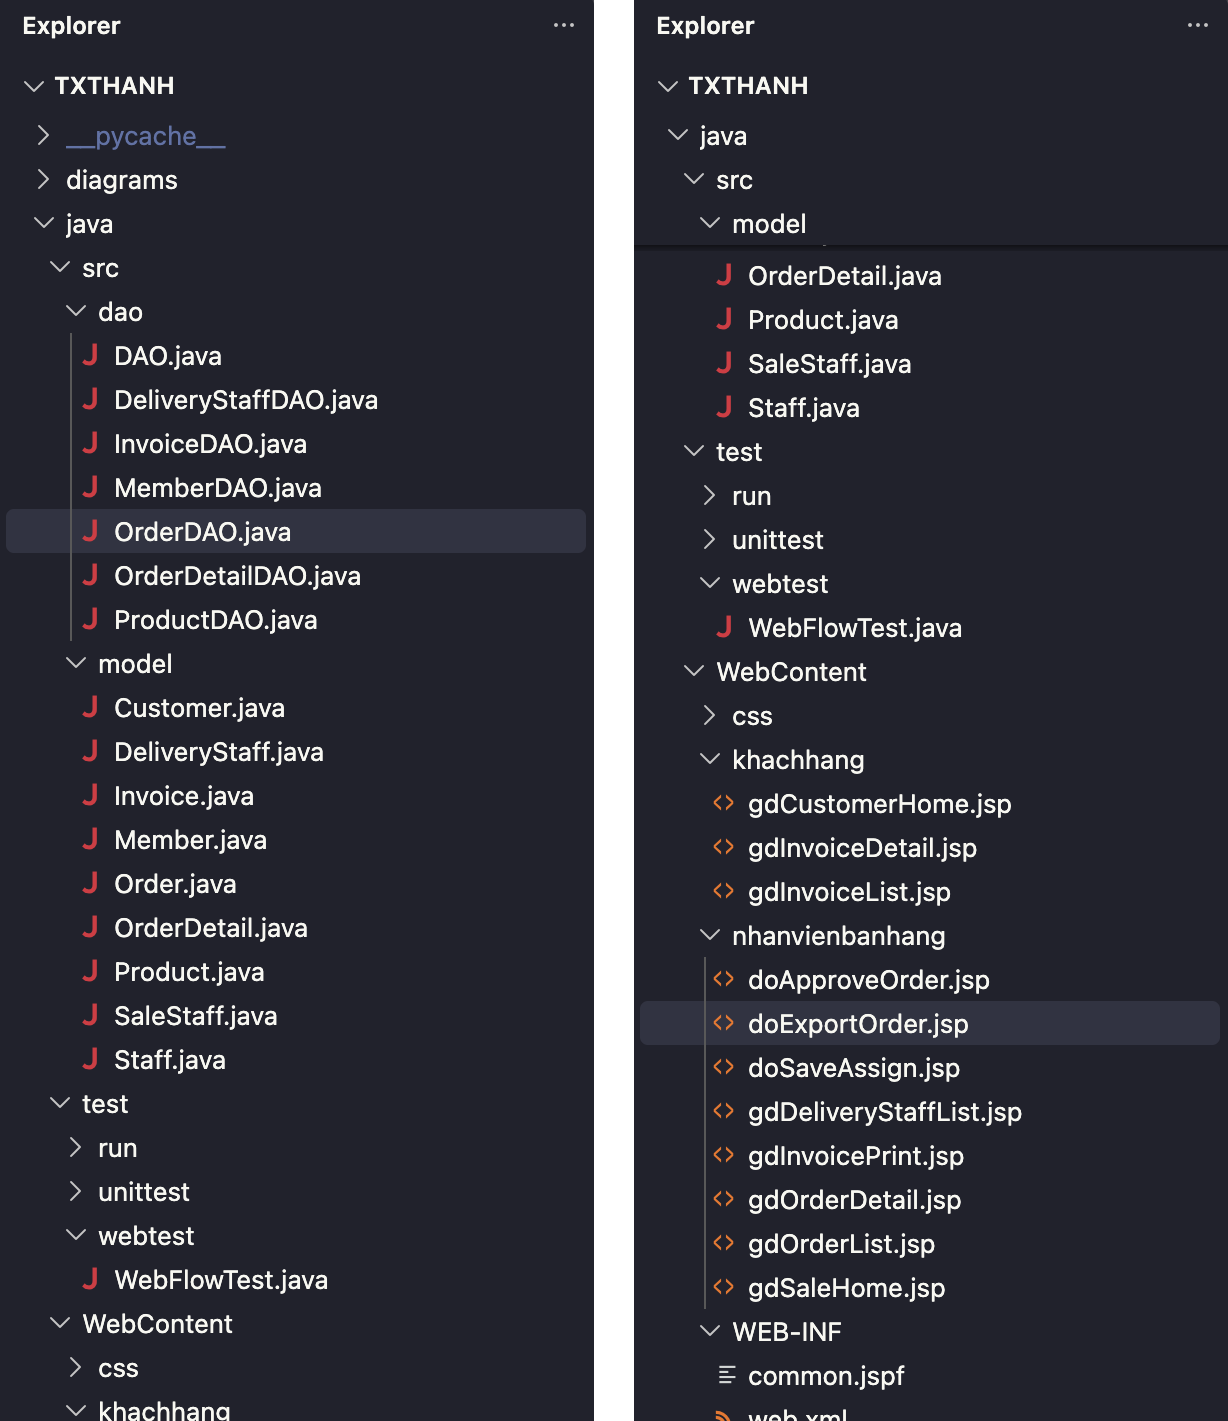 Explorer
TXTHANH
__pycache__
diagrams
java
src
dao
DAO.java
DeliveryStaffDAO.java
InvoiceDAO.java
MemberDAO.java
OrderDAO.java
OrderDetailDAO.java
ProductDAO.java
model
Customer.java
DeliveryStaff.java
Invoice.java
Member.java
Order.java
OrderDetail.java
Product.java
SaleStaff.java
Staff.java
test
run
unittest
webtest
WebFlowTest.java
WebContent
css
khachhang
Explorer
TXTHANH
java
src
model
OrderDetail.java
Product.java
SaleStaff.java
Staff.java
test
run
unittest
webtest
WebFlowTest.java
WebContent
css
khachhang
gdCustomerHome.jsp
gdInvoiceDetail.jsp
gdInvoiceList.jsp
nhanvienbanhang
doApproveOrder.jsp
doExportOrder.jsp
doSaveAssign.jsp
gdDeliveryStaffList.jsp
gdInvoicePrint.jsp
gdOrderDetail.jsp
gdOrderList.jsp
gdSaleHome.jsp
WEB-INF
common.jspf
web.xml